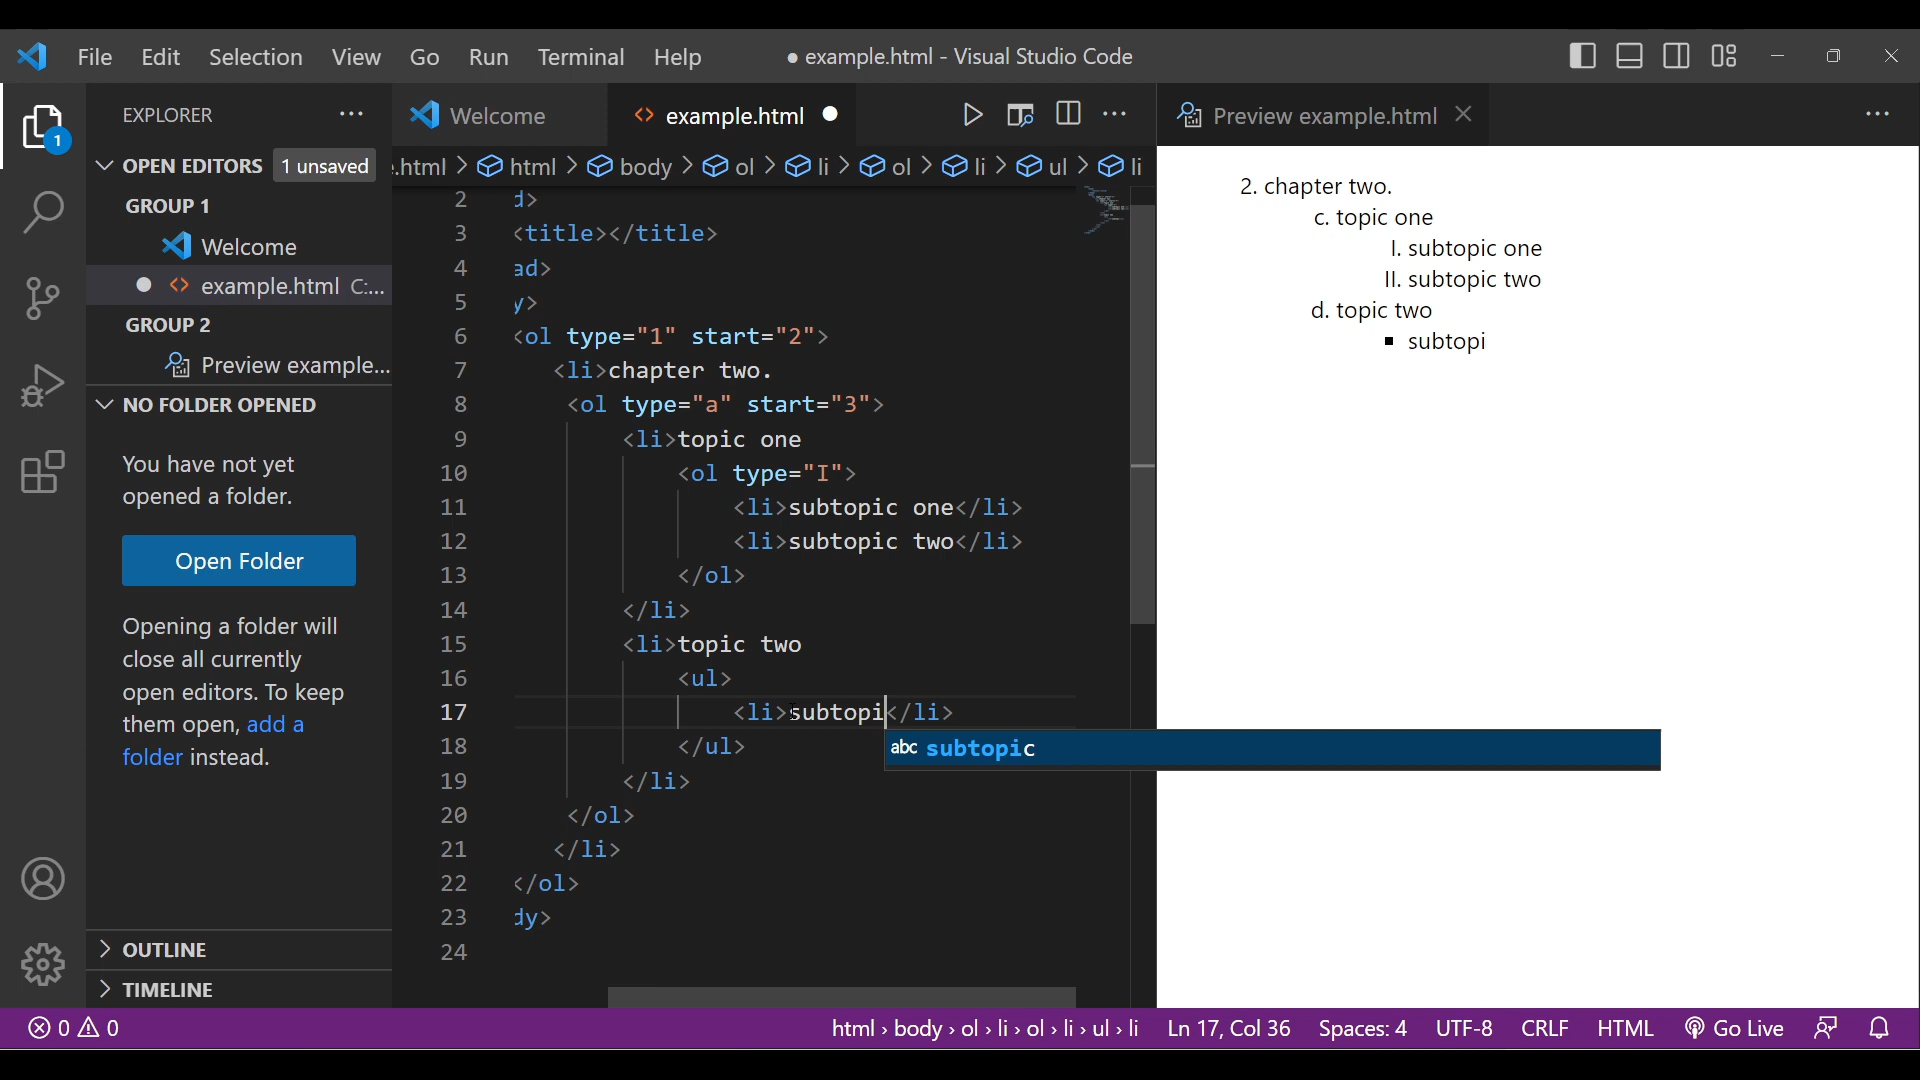 File Edit Selection View Go Run Terminal Help
● example.html - Visual Studio Code
EXPLORER ···
OPEN EDITORS 1 unsaved
GROUP 1
Welcome
● <> example.html C:...
GROUP 2
Preview example...
NO FOLDER OPENED
You have not yet
opened a folder.
Open Folder
Opening a folder will
close all currently
open editors. To keep
them open, add a
folder instead.
OUTLINE
TIMELINE
1
Welcome
<> example.html ●
.html > html > body > ol > li > ol > li > ul > li
2 d>
3 <title></title>
4 ad>
5 y>
6 <ol type="1" start="2">
7 <li>chapter two.
8 <ol type="a" start="3">
9 <li>topic one
10 <ol type="I">
11 <li>subtopic one</li>
12 <li>subtopic two</li>
13 </ol>
14 </li>
15 <li>topic two
16 <ul>
17 <li>subtopi</li>
18 </ul>
abc subtopic
19 </li>
20 </ol>
21 </li>
22 </ol>
23 dy>
24
Preview example.html
2. chapter two.
c. topic one
I. subtopic one
II. subtopic two
d. topic two
▪ subtopi
0 0
html › body › ol › li › ol › li › ul › li
Ln 17, Col 36 Spaces: 4 UTF-8 CRLF HTML Go Live